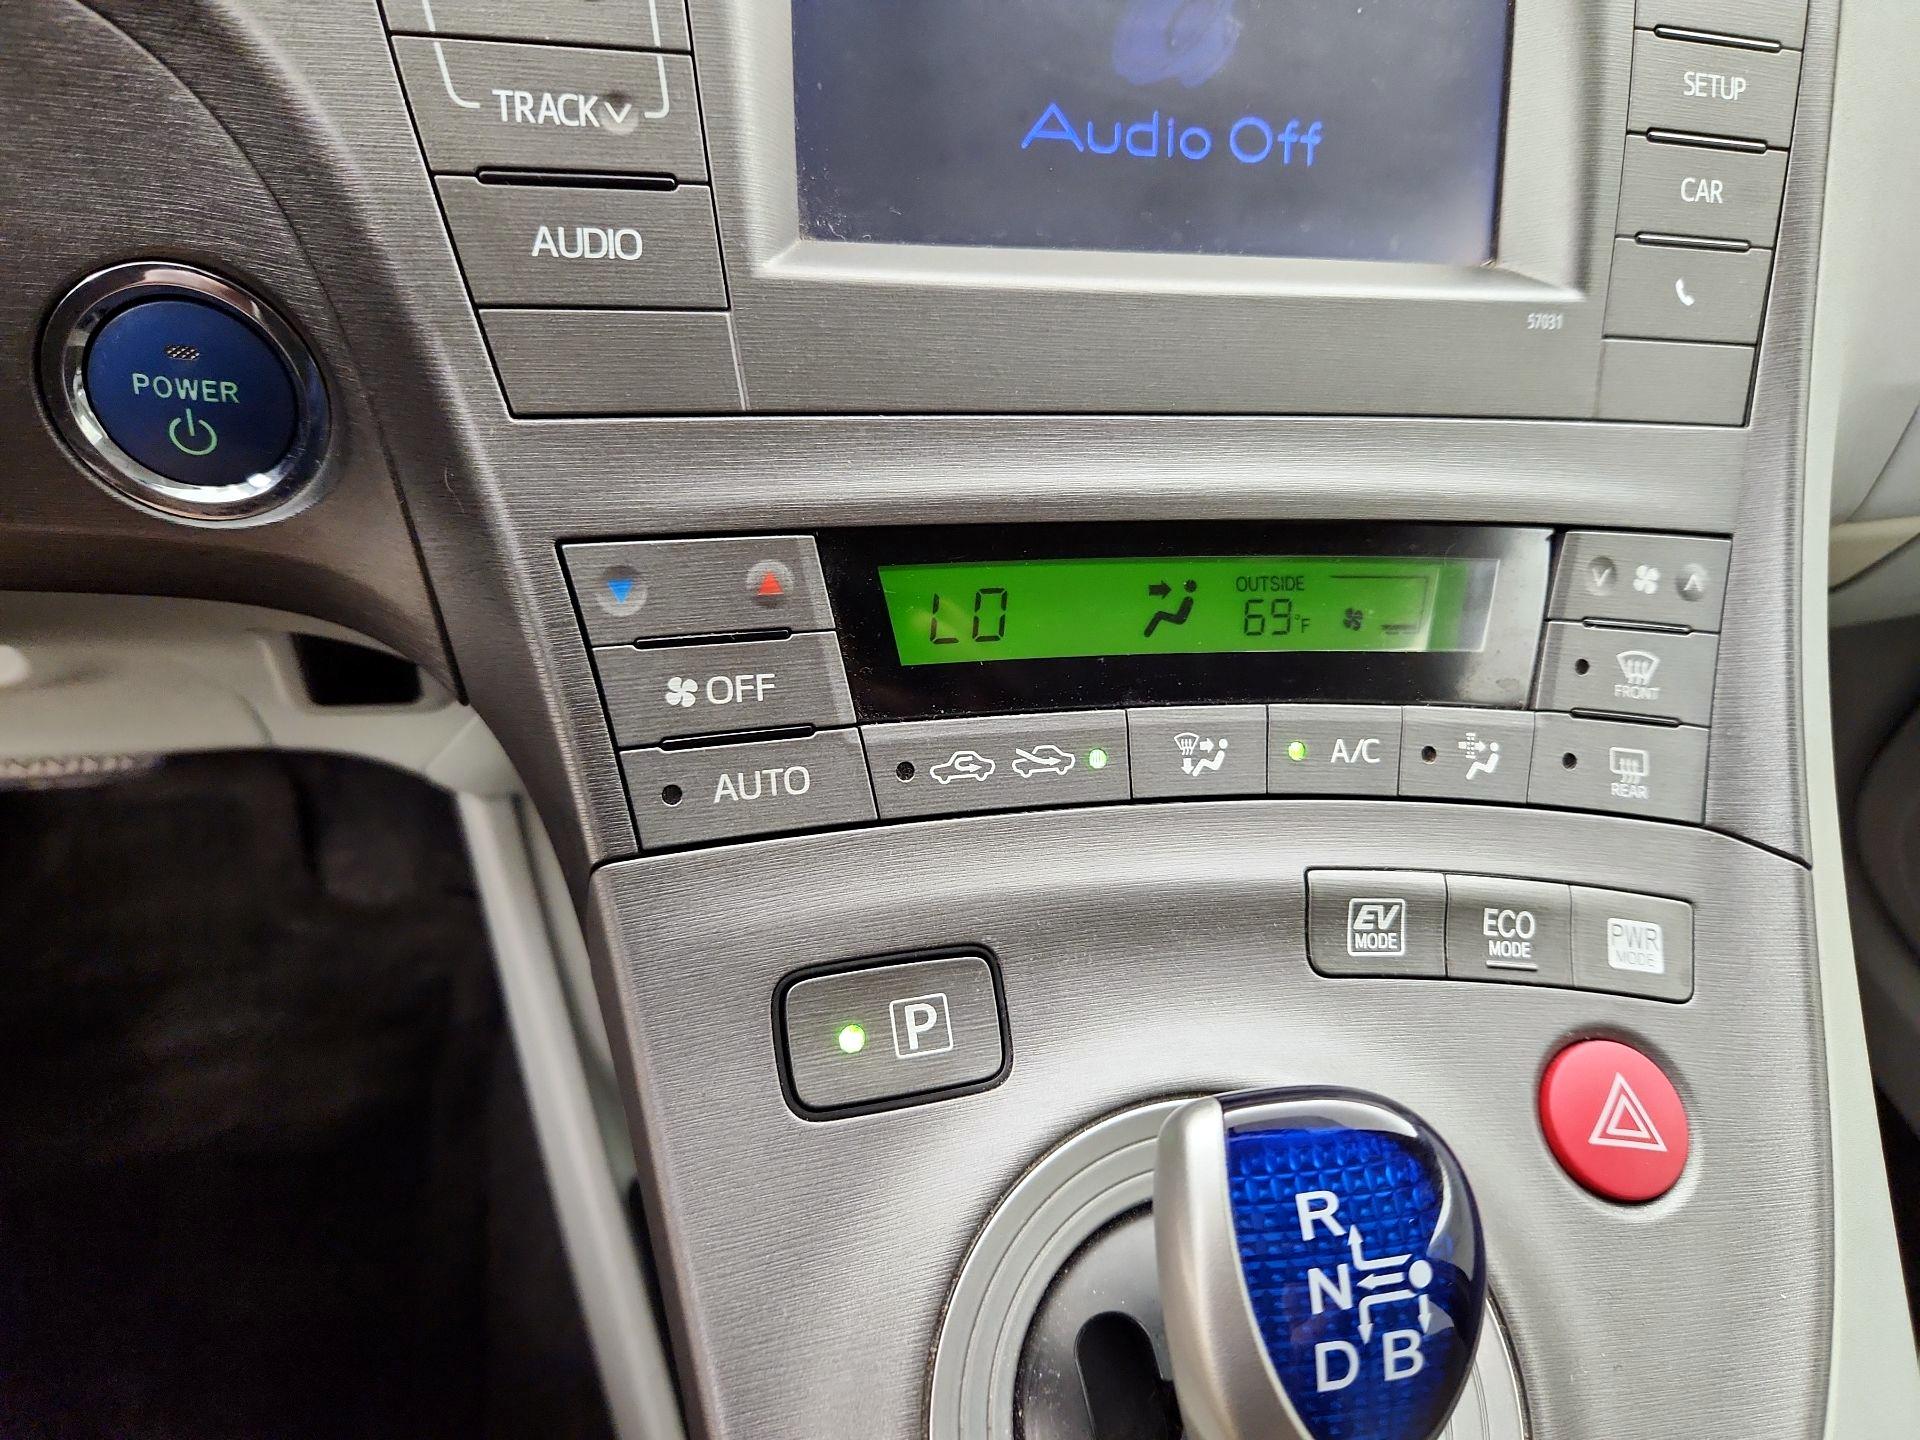 TRACK
AUDIO
Audio Off
SETUP
CAR
57031
POWER
LO
OUTSIDE
69°F
OFF
AUTO
A/C
FRONT
REAR
EV
MODE
ECO
MODE
PWR
MODE
P
R
N
D B